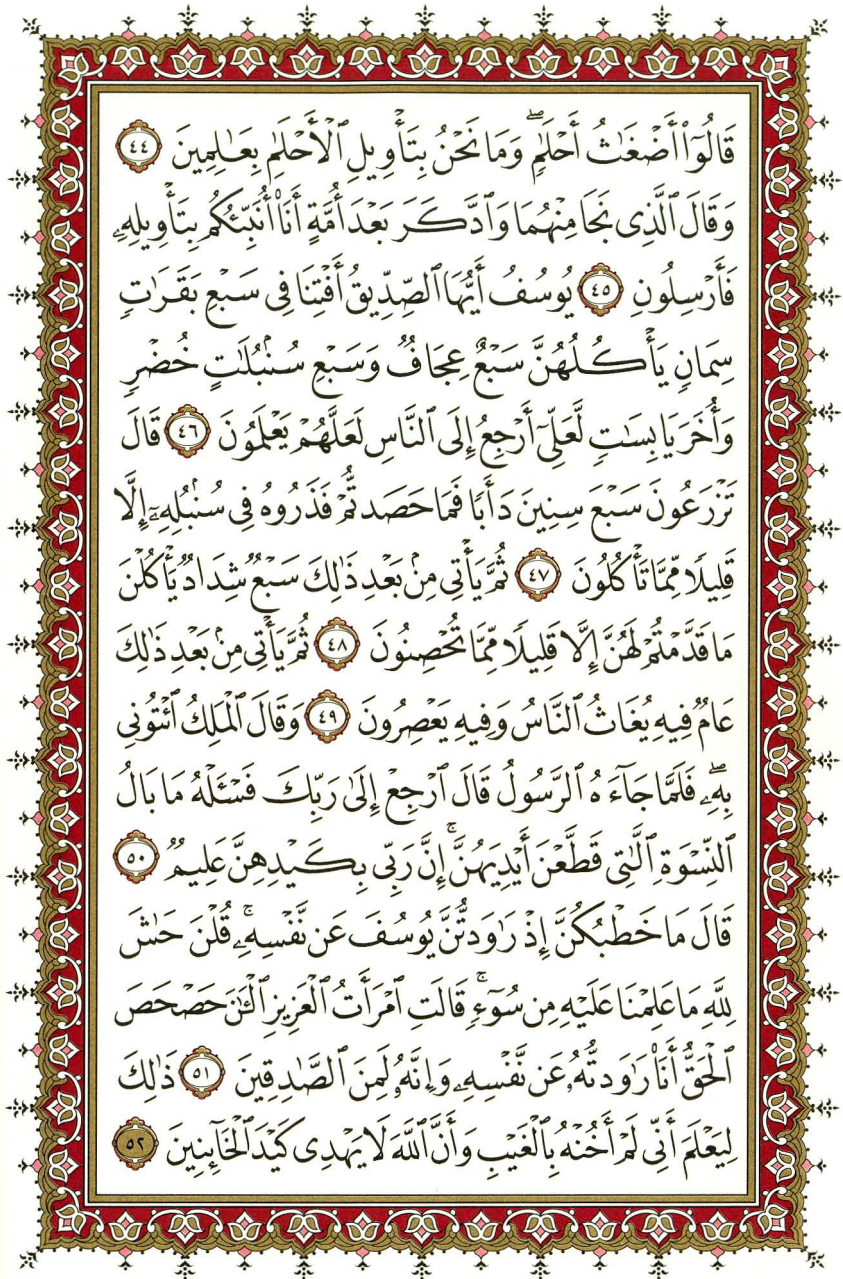 قَالُوٓا۟ أَضْغَٰثُ أَحْلَٰمٍۢ ۖ وَمَا نَحْنُ بِتَأْوِيلِ ٱلْأَحْلَٰمِ بِعَٰلِمِينَ ٤٤
وَقَالَ ٱلَّذِى نَجَا مِنْهُمَا وَٱدَّكَرَ بَعْدَ أُمَّةٍ أَنَا۠ أُنَبِّئُكُم بِتَأْوِيلِهِۦ
فَأَرْسِلُونِ ٤٥ يُوسُفُ أَيُّهَا ٱلصِّدِّيقُ أَفْتِنَا فِى سَبْعِ بَقَرَٰتٍۢ
سِمَانٍۢ يَأْكُلُهُنَّ سَبْعٌ عِجَافٌۭ وَسَبْعِ سُنۢبُلَٰتٍ خُضْرٍۢ
وَأُخَرَ يَابِسَٰتٍۢ لَّعَلِّىٓ أَرْجِعُ إِلَى ٱلنَّاسِ لَعَلَّهُمْ يَعْلَمُونَ ٤٦ قَالَ
تَزْرَعُونَ سَبْعَ سِنِينَ دَأَبًۭا فَمَا حَصَدتُّمْ فَذَرُوهُ فِى سُنۢبُلِهِۦٓ إِلَّا
قَلِيلًۭا مِّمَّا تَأْكُلُونَ ٤٧ ثُمَّ يَأْتِى مِنۢ بَعْدِ ذَٰلِكَ سَبْعٌۭ شِدَادٌۭ يَأْكُلْنَ
مَا قَدَّمْتُمْ لَهُنَّ إِلَّا قَلِيلًۭا مِّمَّا تُحْصِنُونَ ٤٨ ثُمَّ يَأْتِى مِنۢ بَعْدِ ذَٰلِكَ
عَامٌۭ فِيهِ يُغَاثُ ٱلنَّاسُ وَفِيهِ يَعْصِرُونَ ٤٩ وَقَالَ ٱلْمَلِكُ ٱئْتُونِى
بِهِۦ ۖ فَلَمَّا جَآءَهُ ٱلرَّسُولُ قَالَ ٱرْجِعْ إِلَىٰ رَبِّكَ فَسْـَٔلْهُ مَا بَالُ
ٱلنِّسْوَةِ ٱلَّٰتِى قَطَّعْنَ أَيْدِيَهُنَّ ۚ إِنَّ رَبِّى بِكَيْدِهِنَّ عَلِيمٌۭ ٥٠
قَالَ مَا خَطْبُكُنَّ إِذْ رَٰوَدتُّنَّ يُوسُفَ عَن نَّفْسِهِۦ ۚ قُلْنَ حَٰشَ
لِلَّهِ مَا عَلِمْنَا عَلَيْهِ مِن سُوٓءٍۢ ۚ قَالَتِ ٱمْرَأَتُ ٱلْعَزِيزِ ٱلْـَٰٔنَ حَصْحَصَ
ٱلْحَقُّ أَنَا۠ رَٰوَدتُّهُۥ عَن نَّفْسِهِۦ وَإِنَّهُۥ لَمِنَ ٱلصَّٰدِقِينَ ٥١ ذَٰلِكَ
لِيَعْلَمَ أَنِّى لَمْ أَخُنْهُ بِٱلْغَيْبِ وَأَنَّ ٱللَّهَ لَا يَهْدِى كَيْدَ ٱلْخَآئِنِينَ ٥٢